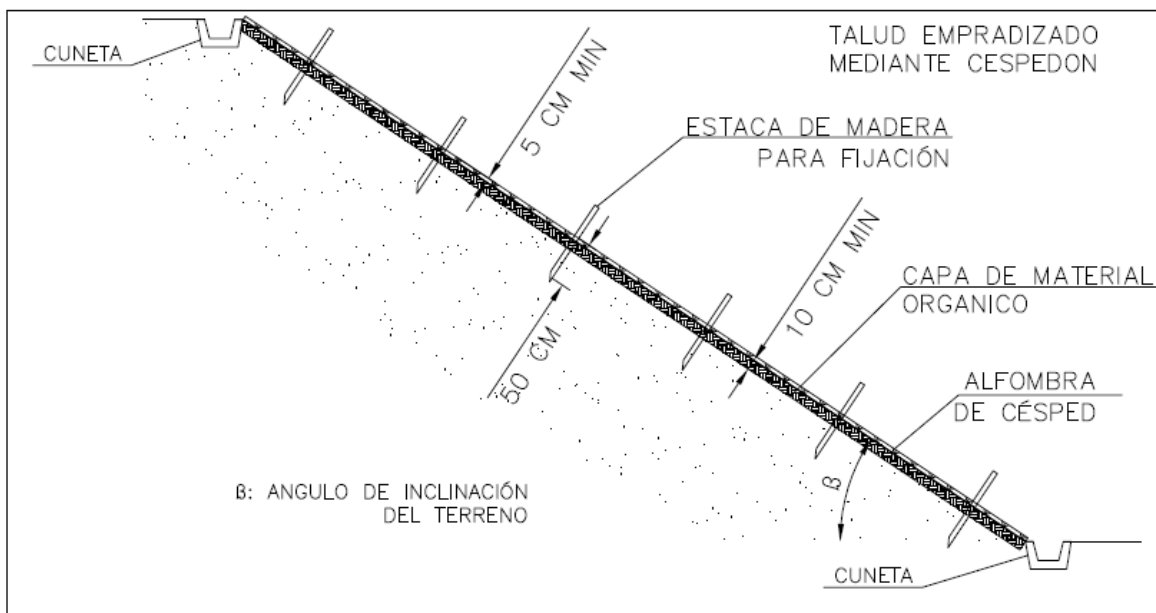 TALUD EMPRADIZADO
MEDIANTE CESPEDON
CUNETA
5 CM MIN
ESTACA DE MADERA
PARA FIJACIÓN
10 CM MIN
CAPA DE MATERIAL
ORGANICO
50 CM
ALFOMBRA
DE CÉSPED
ß
ß: ANGULO DE INCLINACIÓN
DEL TERRENO
CUNETA